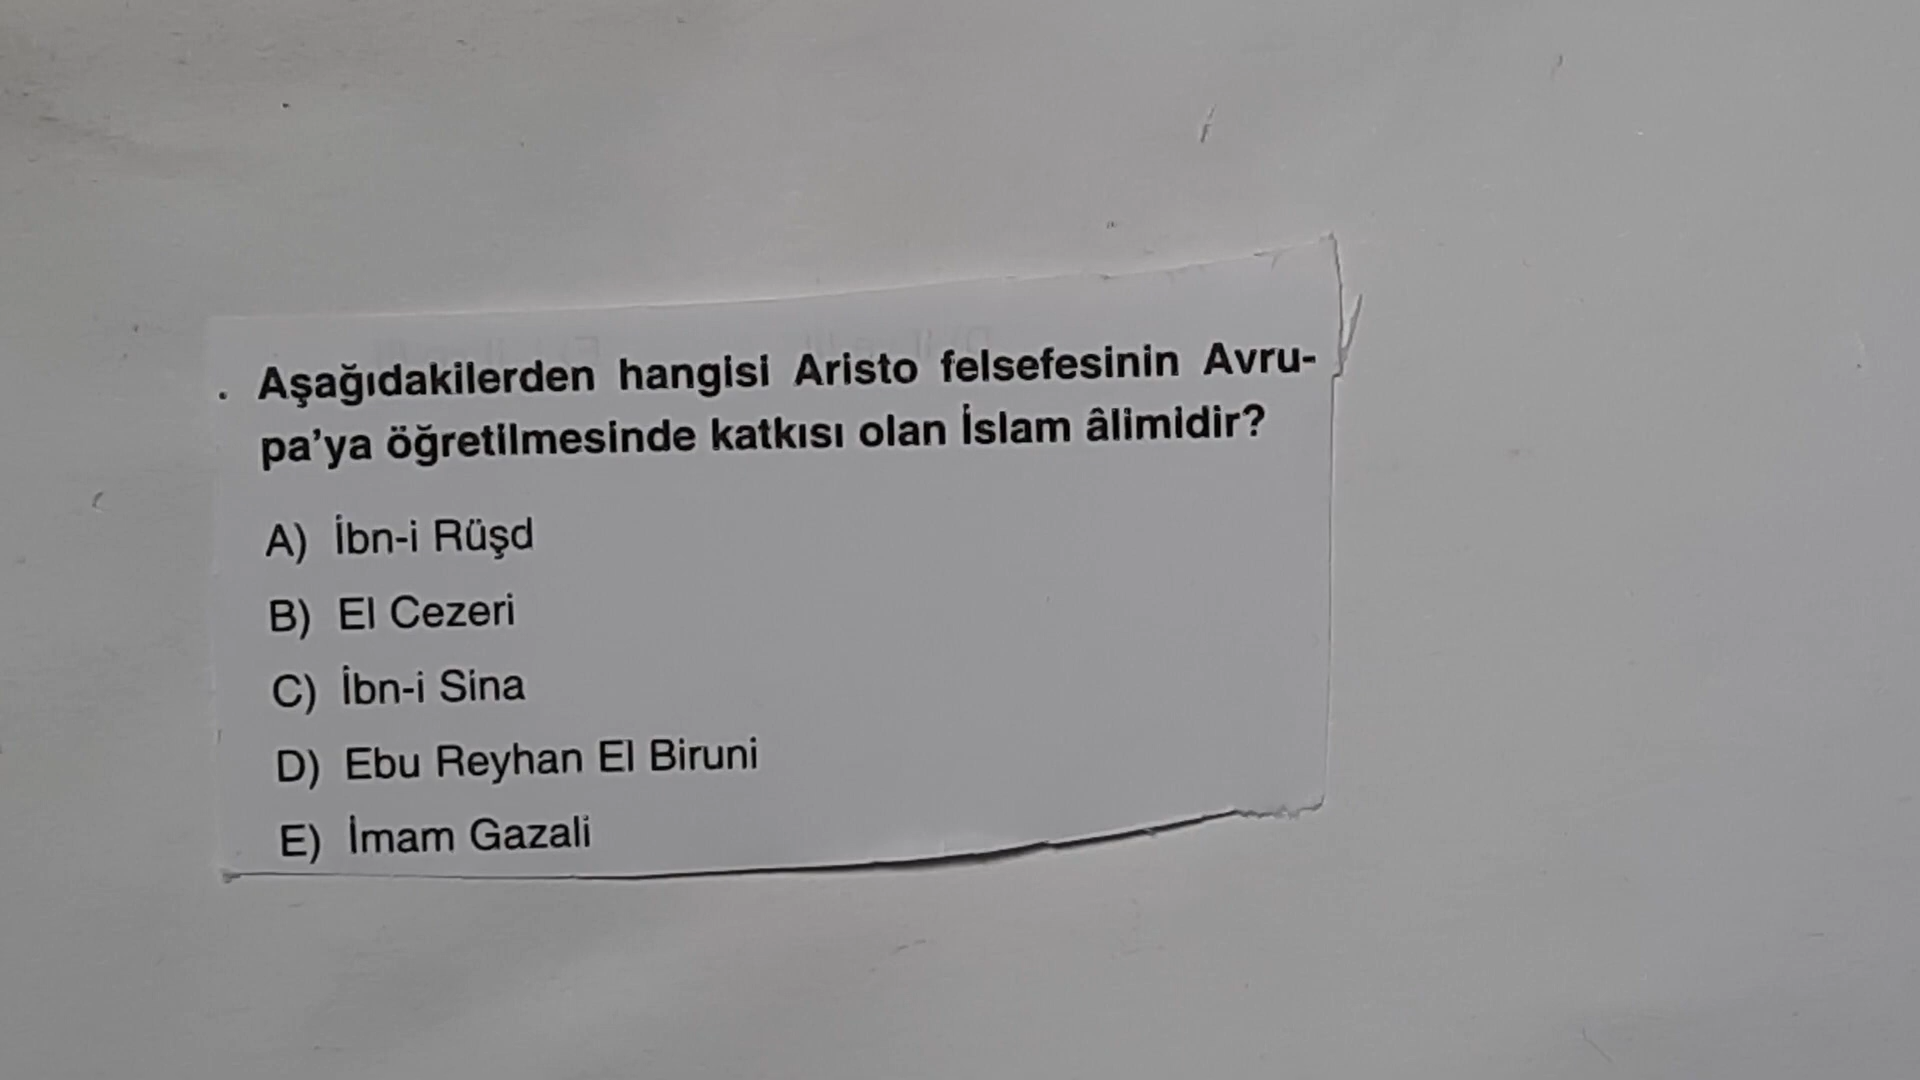 . Aşağıdakilerden hangisi Aristo felsefesinin Avru-
pa'ya öğretilmesinde katkısı olan İslam âlimidir?
A) İbn-i Rüşd
B) El Cezeri
C) İbn-i Sina
D) Ebu Reyhan El Biruni
E) İmam Gazali